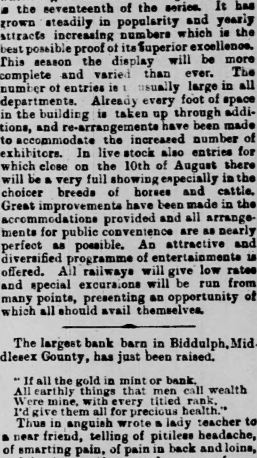 is the seventeenth of the series. It has
grown steadily in popularity and yearly
attracts increasing numbers which is the
best possible proof of its superior excellence.
This season the display will be more
complete and varied than ever. The
number of entries is usually large in all
departments. Already every foot of space
in the building is taken up through addi-
tions, and re-arrangements have been made
to accommodate the increased number of
exhibitors. In live stock also entries for
which close on the 10th of August there
will be a very full showing especially in the
choicer breeds of horses and cattle.
Great improvements have been made in the
accommodations provided and all arrange-
ments for public convenience are as nearly
perfect as possible. An attractive and
diversified programme of entertainments is
offered. All railways will give low rates
and special excursions will be run from
many points, presenting an opportunity of
which all should avail themselves.
The largest bank barn in Biddulph, Mid-
dlesex County, has just been raised.
"If all the gold in mint or bank,
All earthly things that men call wealth
Were mine, with every titled rank,
I'd give them all for precious health."
Thus in anguish wrote a lady teacher to
a near friend, telling of pitiless headache,
of smarting pain, of pain in back and loins,